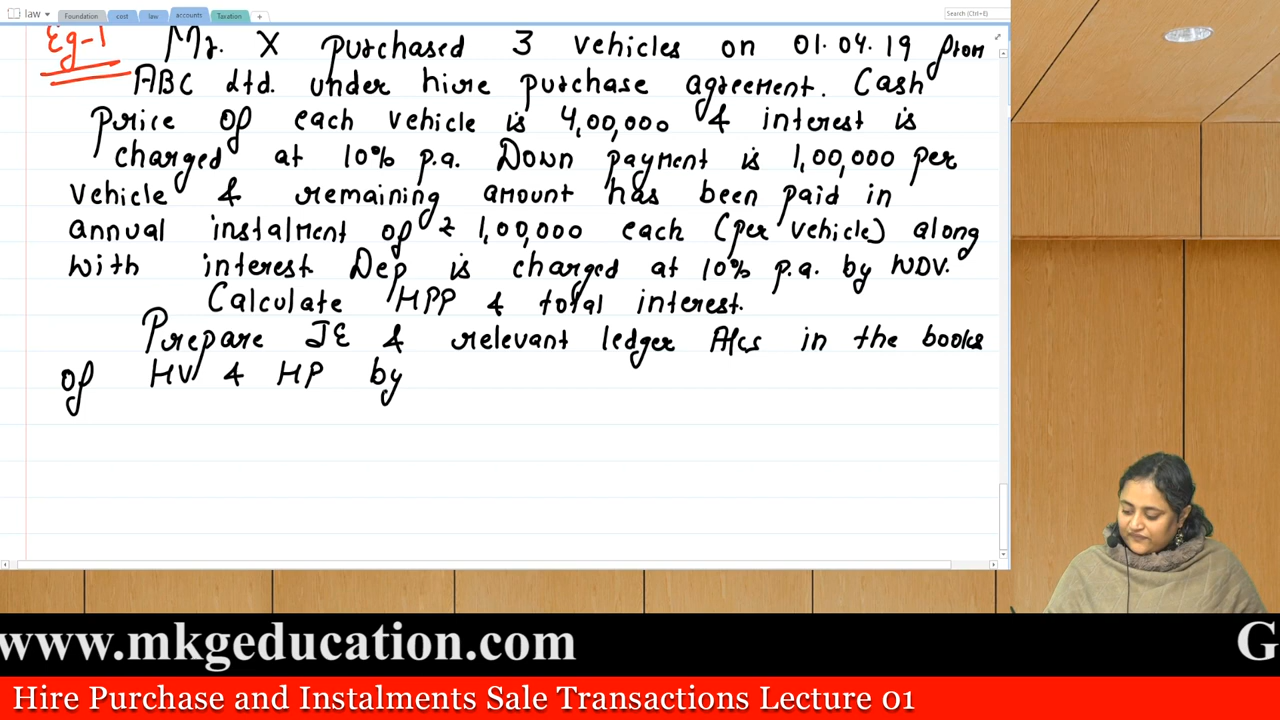 law
Foundation
cost
law
accounts
Taxation
+
Search (Ctrl+E)
Eg-1 Mr. X purchased 3 vehicles on 01.04.19 from
ABC Ltd. under hire purchase agreement. Cash
Price of each vehicle is 4,00,000 & interest is
charged at 10% p.a. Down payment is 1,00,000 per
vehicle & remaining amount has been paid in
annual instalment of ₹ 1,00,000 each (per vehicle) along
with interest. Dep is charged at 10% p.a. by WDV.
Calculate HPP & total interest.
Prepare JE & relevant ledger A/cs in the books
of HV & HP by
www.mkgeducation.com
G
Hire Purchase and Instalments Sale Transactions Lecture 01